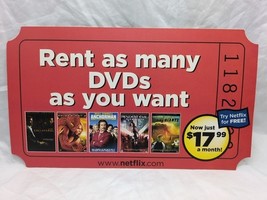 Rent as many
DVDs
as you want
1182
Try Netflix
for FREE!
Now just
$17.99
a month!
ANCHORMAN
www.netflix.com